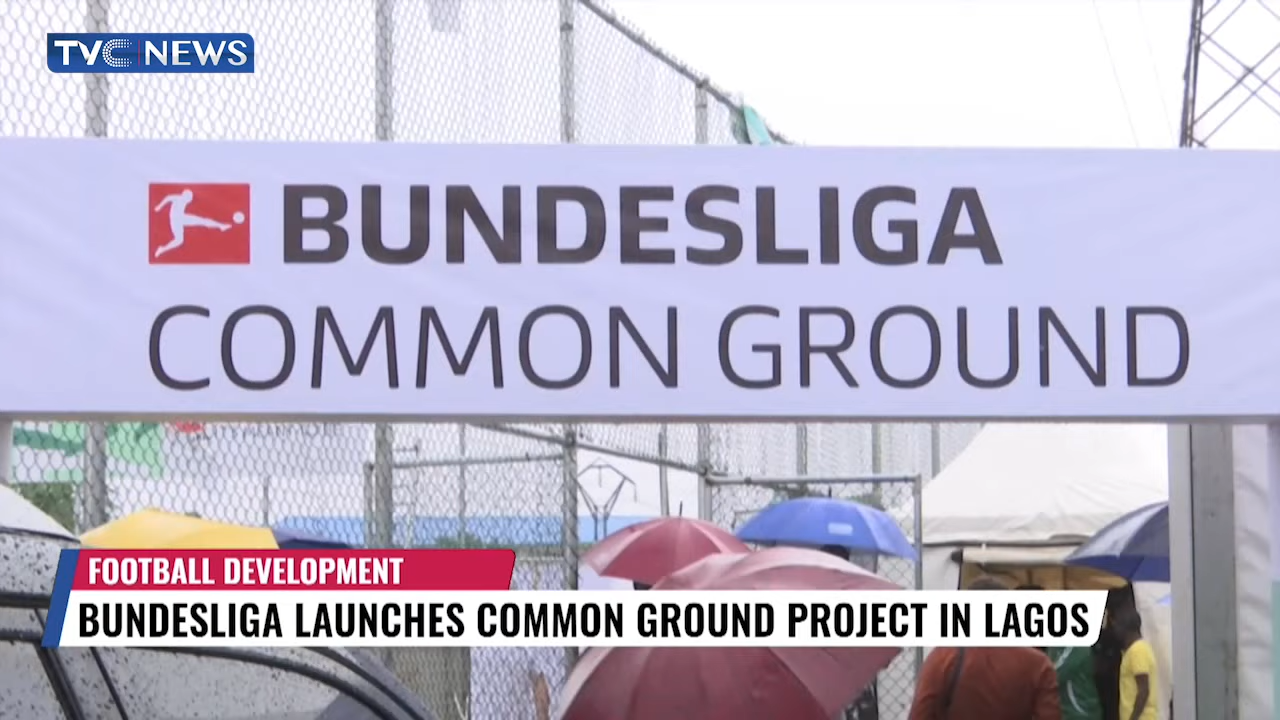 TVC NEWS
BUNDESLIGA
COMMON GROUND
FOOTBALL DEVELOPMENT
BUNDESLIGA LAUNCHES COMMON GROUND PROJECT IN LAGOS